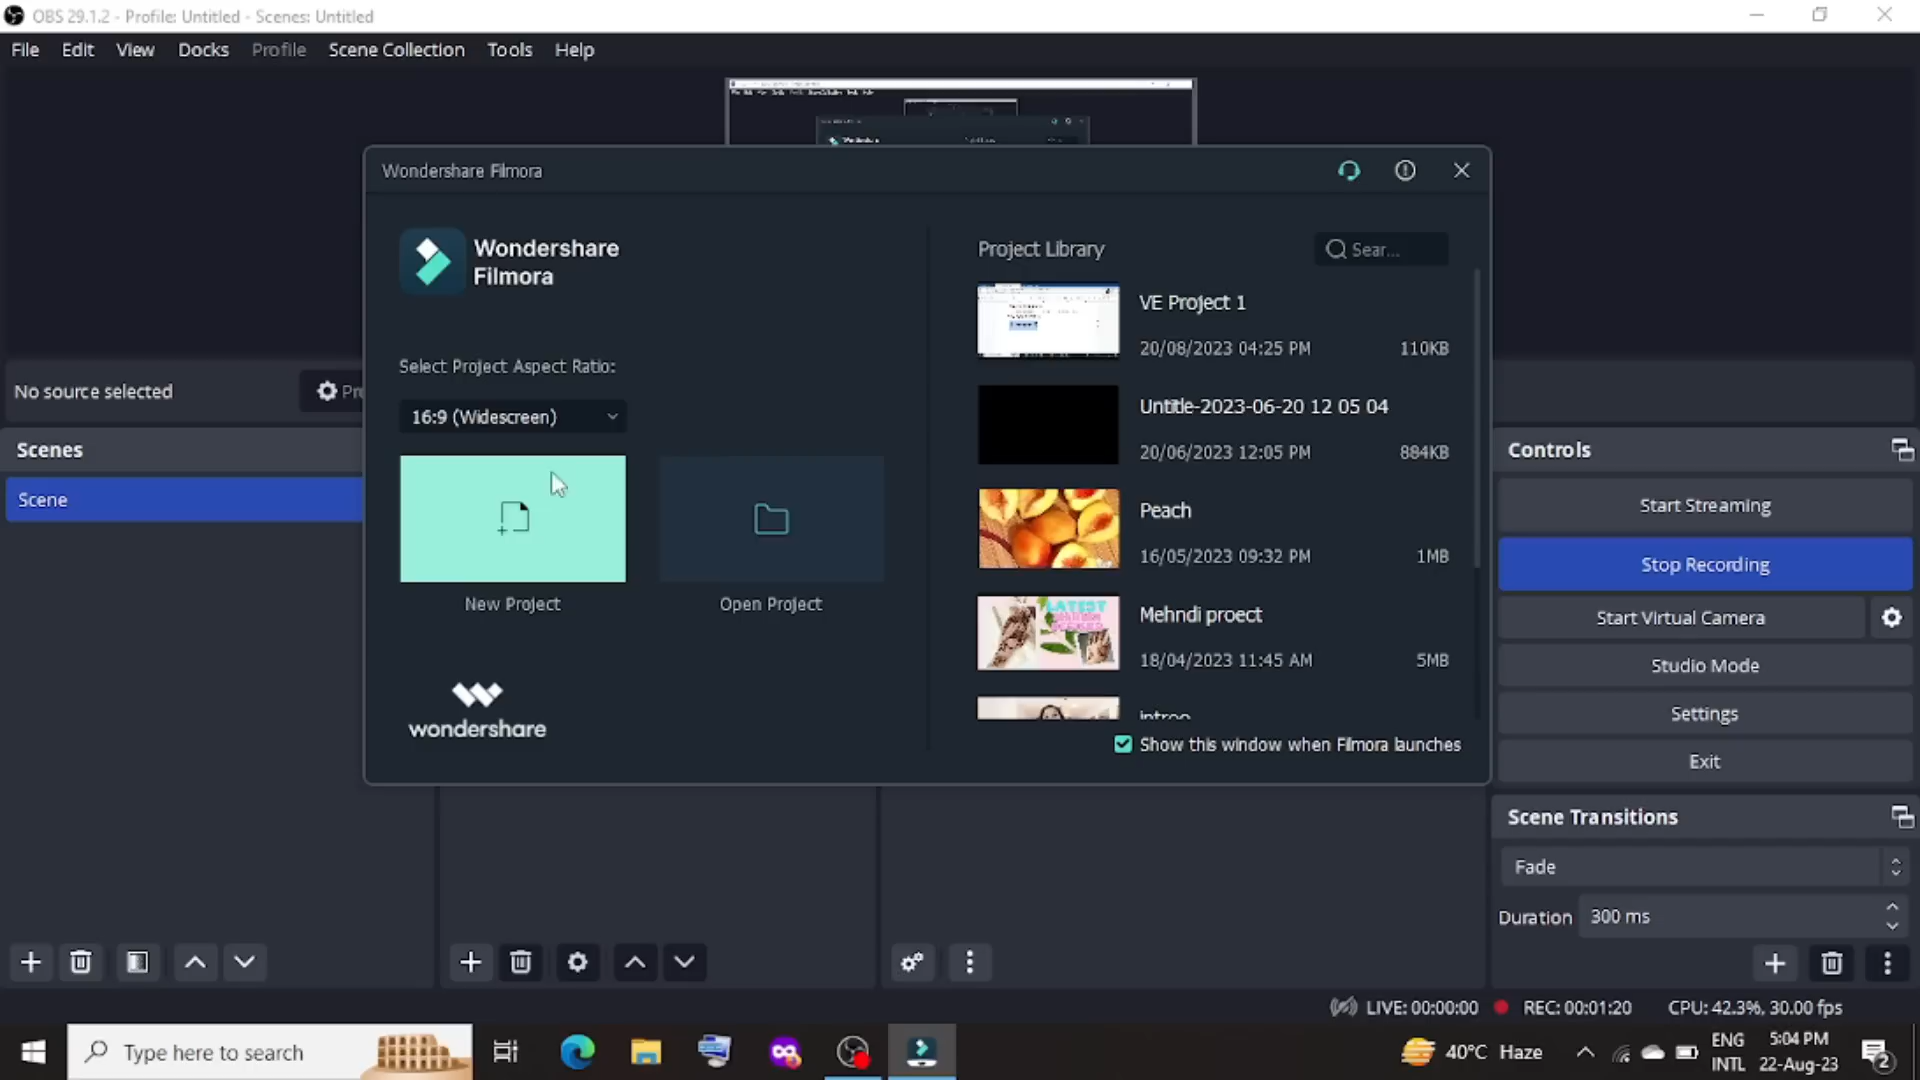 OBS 29.1.2 - Profile: Untitled - Scenes: Untitled
File Edit View Docks Profile Scene Collection Tools Help
Wondershare Filmora
Wondershare
Filmora
Select Project Aspect Ratio:
16:9 (Widescreen)
New Project
Open Project
wondershare
Project Library
Sear...
VE Project 1
20/08/2023 04:25 PM 110KB
Untitle-2023-06-20 12 05 04
20/06/2023 12:05 PM 884KB
Peach
16/05/2023 09:32 PM 1MB
Mehndi proect
18/04/2023 11:45 AM 5MB
introo
Show this window when Filmora launches
No source selected
Scenes
Scene
Controls
Start Streaming
Stop Recording
Start Virtual Camera
Studio Mode
Settings
Exit
Scene Transitions
Fade
Duration 300 ms
LIVE: 00:00:00 REC: 00:01:20 CPU: 42.3%, 30.00 fps
Type here to search
40°C Haze
ENG
INTL
5:04 PM
22-Aug-23
2